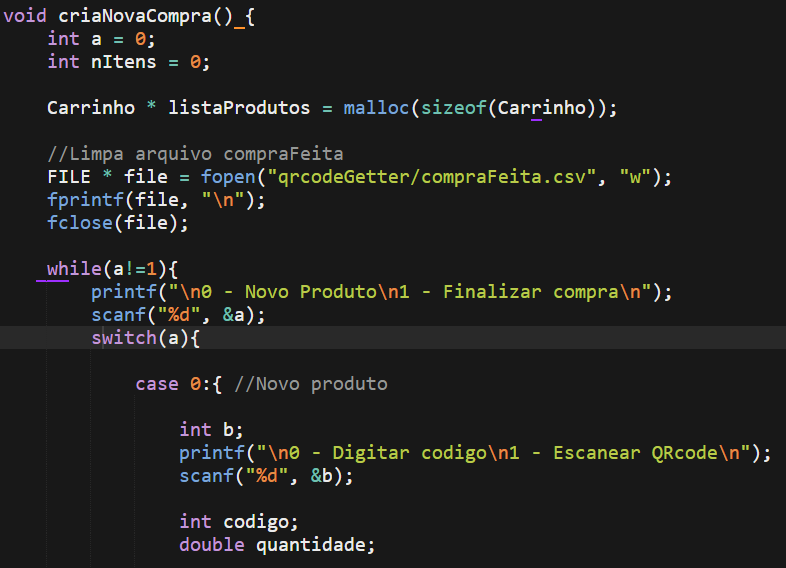 void criaNovaCompra() {
    int a = 0;
    int nItens = 0;

    Carrinho * listaProdutos = malloc(sizeof(Carrinho));

    //Limpa arquivo compraFeita
    FILE * file = fopen("qrcodeGetter/compraFeita.csv", "w");
    fprintf(file, "\n");
    fclose(file);

    while(a!=1){
        printf("\n0 - Novo Produto\n1 - Finalizar compra\n");
        scanf("%d", &a);
        switch(a){

            case 0:{ //Novo produto

                int b;
                printf("\n0 - Digitar codigo\n1 - Escanear QRcode\n");
                scanf("%d", &b);

                int codigo;
                double quantidade;